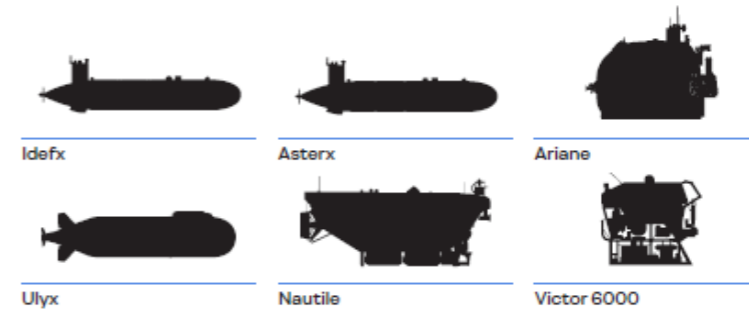 Idefx
Asterx
Ariane
Ulyx
Nautile
Victor 6000